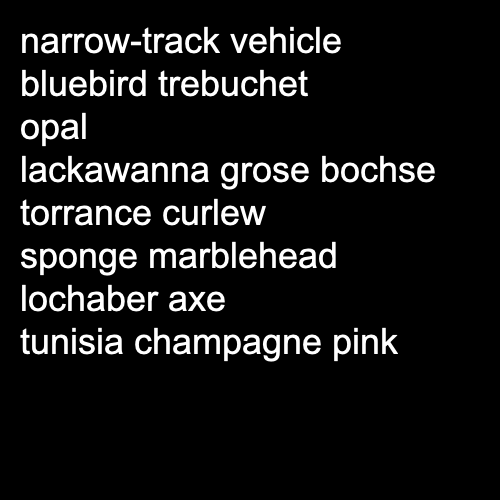 narrow-track vehicle
bluebird trebuchet
opal
lackawanna grose bochse
torrance curlew
sponge marblehead
lochaber axe
tunisia champagne pink